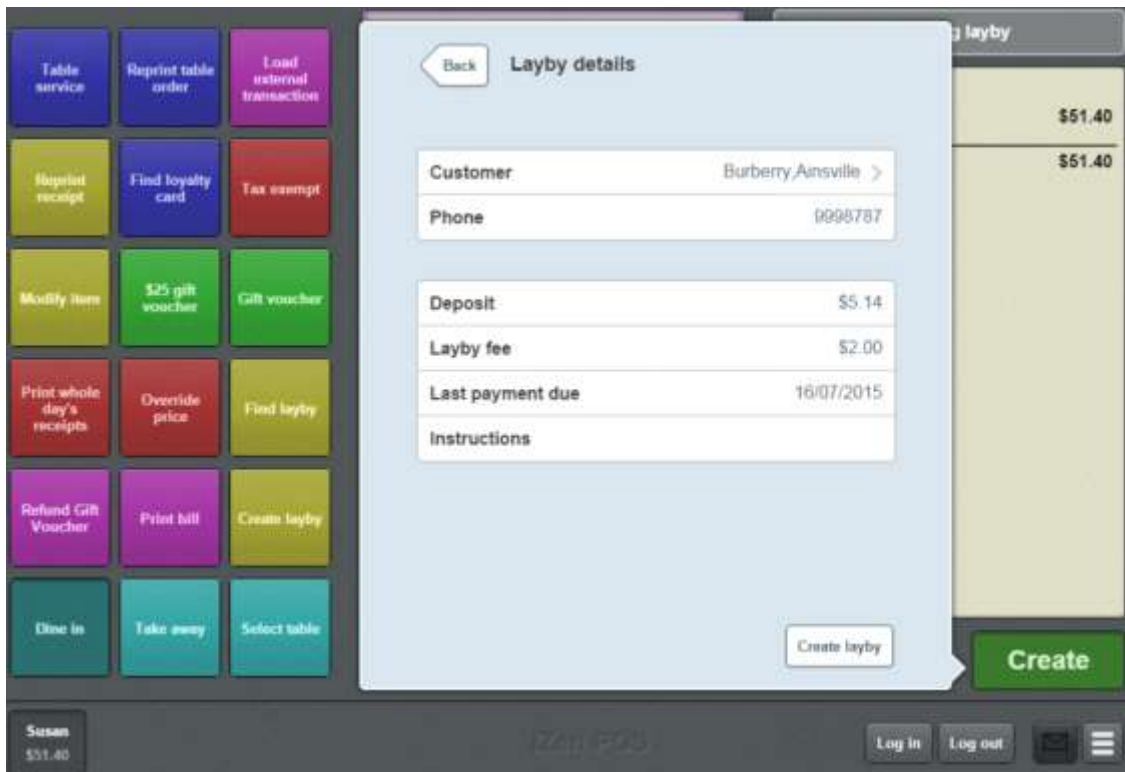 Table
service
Reprint table
order
Load
external
transaction
Reprint
receipt
Find loyalty
card
Tax exempt
Modify item
$25 gift
voucher
Gift voucher
Print whole
day's
receipts
Override
price
Find layby
Refund Gift
Voucher
Print bill
Create layby
Dine in
Take away
Select table
Back
Layby details
Customer
Burberry,Ainsville >
Phone
9998787
Deposit
$5.14
Layby fee
$2.00
Last payment due
16/07/2015
Instructions
Create layby
layby
$51.40
$51.40
Create
Susan
$51.40
Log in
Log out